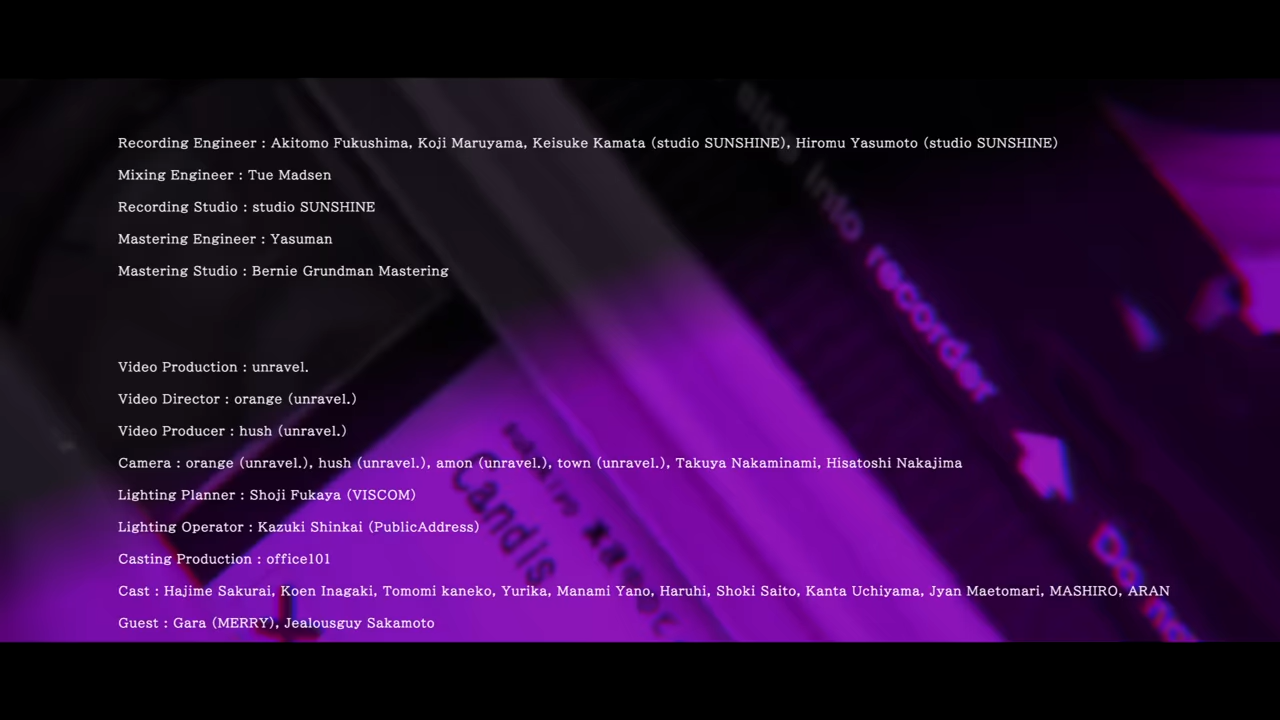 Recording Engineer : Akitomo Fukushima, Koji Maruyama, Keisuke Kamata (studio SUNSHINE), Hiromu Yasumoto (studio SUNSHINE)
Mixing Engineer : Tue Madsen
Recording Studio : studio SUNSHINE
Mastering Engineer : Yasuman
Mastering Studio : Bernie Grundman Mastering
Video Production : unravel.
Video Director : orange (unravel.)
Video Producer : hush (unravel.)
Camera : orange (unravel.), hush (unravel.), amon (unravel.), town (unravel.), Takuya Nakaminami, Hisatoshi Nakajima
Lighting Planner : Shoji Fukaya (VISCOM)
Lighting Operator : Kazuki Shinkai (PublicAddress)
Casting Production : office101
Cast : Hajime Sakurai, Koen Inagaki, Tomomi kaneko, Yurika, Manami Yano, Haruhi, Shoki Saito, Kanta Uchiyama, Jyan Maetomari, MASHIRO, ARAN
Guest : Gara (MERRY), Jealousguy Sakamoto
into recorder
Candis